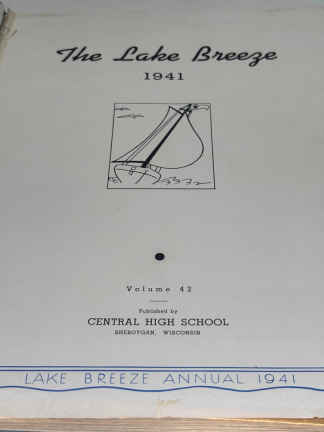 The Lake Breeze
1941
Volume 42
Published by
CENTRAL HIGH SCHOOL
SHEBOYGAN, WISCONSIN
LAKE BREEZE ANNUAL 1941